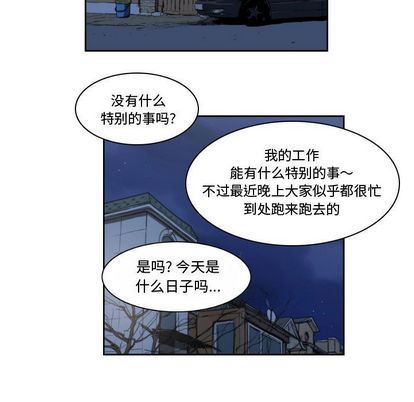 没有什么
特别的事吗?
我的工作
能有什么特别的事～
不过最近晚上大家似乎都很忙
到处跑来跑去的
是吗? 今天是
什么日子吗...